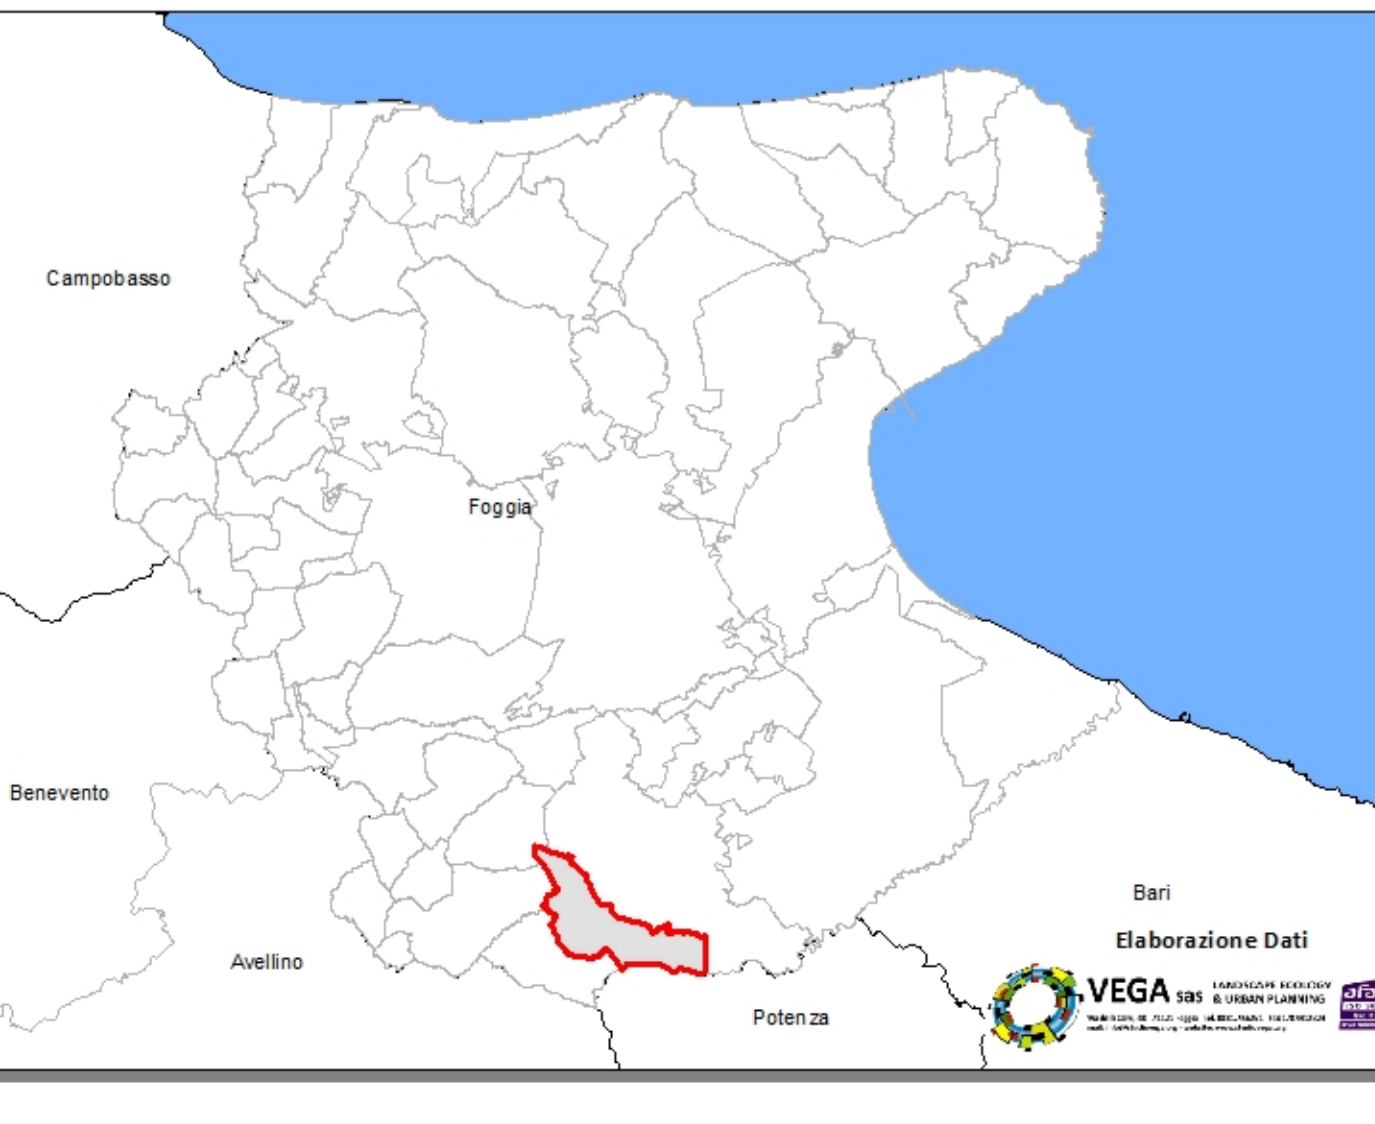 Campobasso
Foggia
Benevento
Bari
Elaborazione Dati
Avellino
VEGA sas
LANDSCAPE ECOLOGY
& URBAN PLANNING
Potenza